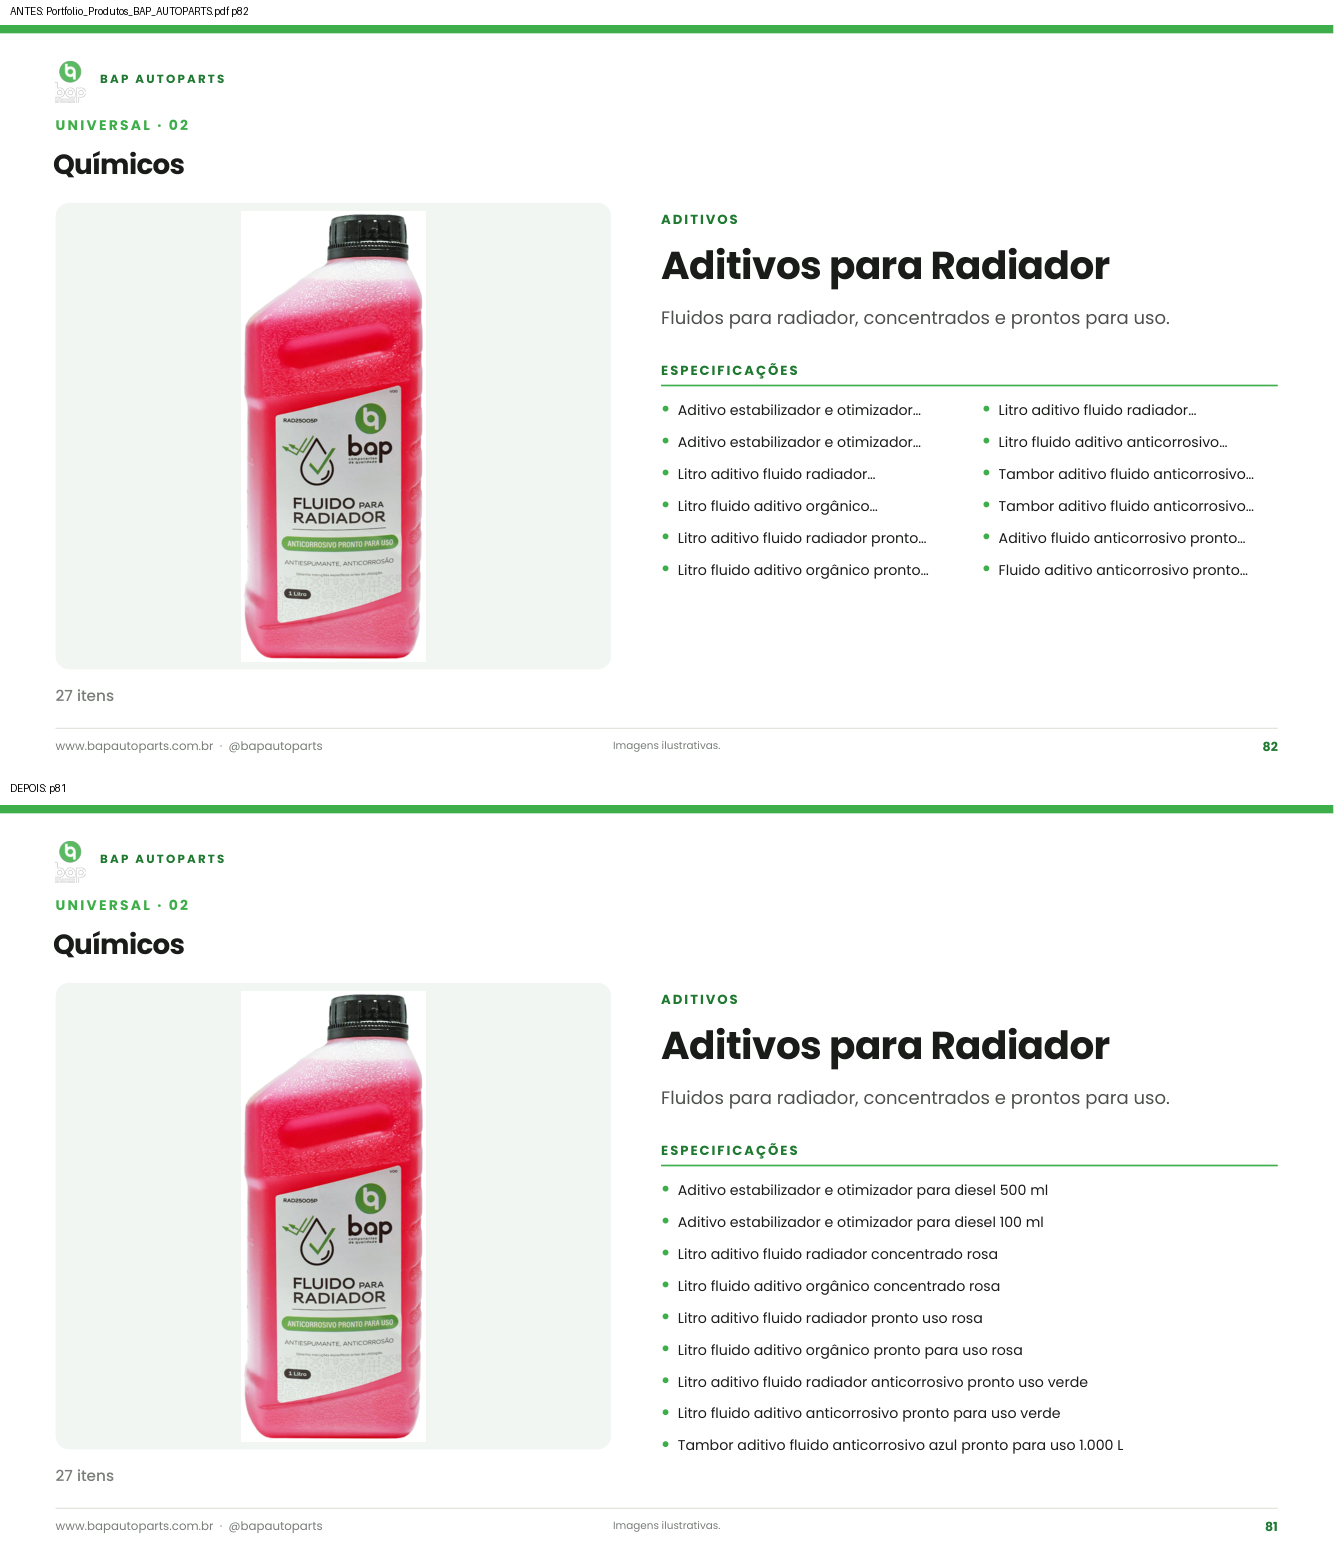 ANTES: Portfolio_Produtos_BAP_AUTOPARTS.pdf p82
bap
BAP AUTOPARTS
UNIVERSAL · 02
Químicos
RAD2500SP
bap
componentes de qualidade
FLUIDO PARA
RADIADOR
ANTICORROSIVO PRONTO PARA USO
ANTIESPUMANTE, ANTICORROSÃO
1 Litro
27 itens
ADITIVOS
Aditivos para Radiador
Fluidos para radiador, concentrados e prontos para uso.
ESPECIFICAÇÕES
Aditivo estabilizador e otimizador...
Aditivo estabilizador e otimizador...
Litro aditivo fluido radiador...
Litro fluido aditivo orgânico...
Litro aditivo fluido radiador pronto...
Litro fluido aditivo orgânico pronto...
Litro aditivo fluido radiador...
Litro fluido aditivo anticorrosivo...
Tambor aditivo fluido anticorrosivo...
Tambor aditivo fluido anticorrosivo...
Aditivo fluido anticorrosivo pronto...
Fluido aditivo anticorrosivo pronto...
www.bapautoparts.com.br · @bapautoparts
Imagens ilustrativas.
82
DEPOIS: p81
bap
BAP AUTOPARTS
UNIVERSAL · 02
Químicos
RAD2500SP
bap
componentes de qualidade
FLUIDO PARA
RADIADOR
ANTICORROSIVO PRONTO PARA USO
ANTIESPUMANTE, ANTICORROSÃO
1 Litro
27 itens
ADITIVOS
Aditivos para Radiador
Fluidos para radiador, concentrados e prontos para uso.
ESPECIFICAÇÕES
Aditivo estabilizador e otimizador para diesel 500 ml
Aditivo estabilizador e otimizador para diesel 100 ml
Litro aditivo fluido radiador concentrado rosa
Litro fluido aditivo orgânico concentrado rosa
Litro aditivo fluido radiador pronto uso rosa
Litro fluido aditivo orgânico pronto para uso rosa
Litro aditivo fluido radiador anticorrosivo pronto uso verde
Litro fluido aditivo anticorrosivo pronto para uso verde
Tambor aditivo fluido anticorrosivo azul pronto para uso 1.000 L
www.bapautoparts.com.br · @bapautoparts
Imagens ilustrativas.
81